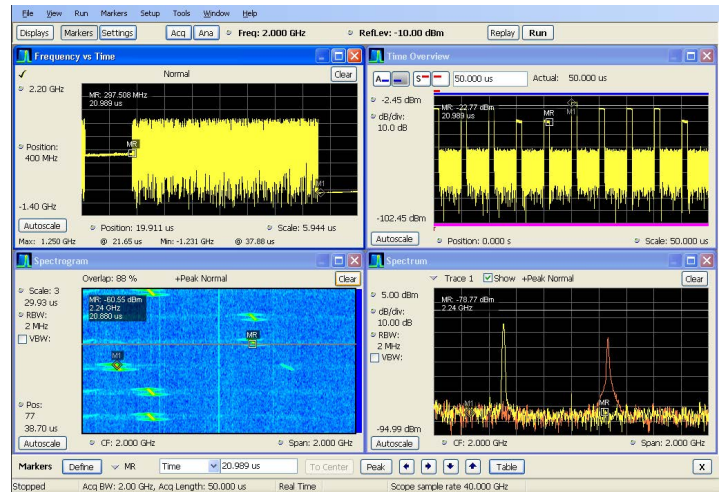 File View Run Markers Setup Tools Window Help
Displays Markers Settings Acq Ana Freq: 2.000 GHz RefLev: -10.00 dBm Replay Run
Frequency vs Time
Normal Clear
2.20 GHz
MR: 297.508 MHz
20.989 us
Position:
400 MHz
MR
M1
-1.40 GHz
Autoscale Position: 19.911 us Scale: 5.944 us
Max: 1.250 GHz @ 21.65 us Min: -1.231 GHz @ 37.88 us
Time Overview
A S 50.000 us Actual: 50.000 us
-2.45 dBm
MR: -22.77 dBm
20.989 us
dB/div:
10.0 dB
MR
M1
-102.45 dBm
Autoscale Position: 0.000 s Scale: 50.000 us
Spectrogram
Overlap: 88 % +Peak Normal Clear
Scale: 3
29.93 us
RBW:
2 MHz
VBW:
MR: -60.55 dBm
2.24 GHz
20.880 us
MR
M1
Pos:
77
38.70 us
Autoscale CF: 2.000 GHz Span: 2.000 GHz
Spectrum
Trace 1 Show +Peak Normal Clear
5.00 dBm
MR: -78.77 dBm
2.24 GHz
dB/div:
10.00 dB
RBW:
2 MHz
VBW:
M1
MR
-94.99 dBm
Autoscale CF: 2.000 GHz Span: 2.000 GHz
Markers Define MR Time 20.989 us To Center Peak Table X
Stopped Acq BW: 2.00 GHz, Acq Length: 50.000 us Real Time Scope sample rate 40.000 GHz